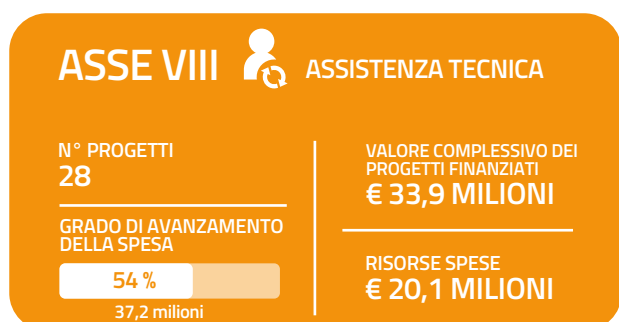 ASSE VIII
ASSISTENZA TECNICA
N° PROGETTI
28
GRADO DI AVANZAMENTO
DELLA SPESA
54 %
37,2 milioni
VALORE COMPLESSIVO DEI
PROGETTI FINANZIATI
€ 33,9 MILIONI
RISORSE SPESE
€ 20,1 MILIONI